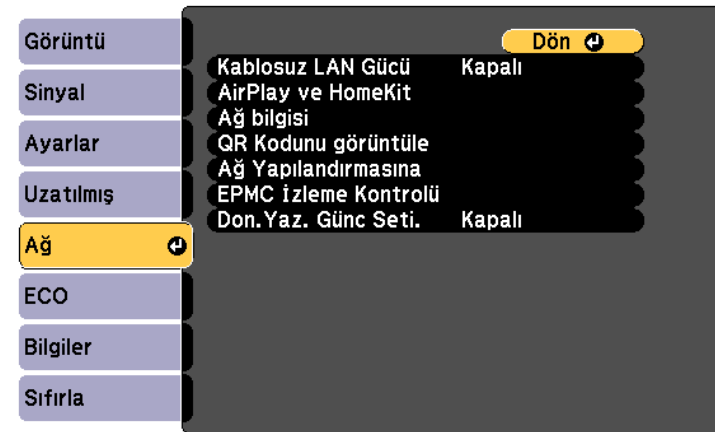 Görüntü
Sinyal
Ayarlar
Uzatılmış
Ağ
ECO
Bilgiler
Sıfırla
Dön
Kablosuz LAN Gücü Kapalı
AirPlay ve HomeKit
Ağ bilgisi
QR Kodunu görüntüle
Ağ Yapılandırmasına
EPMC İzleme Kontrolü
Don.Yaz. Günc Seti. Kapalı